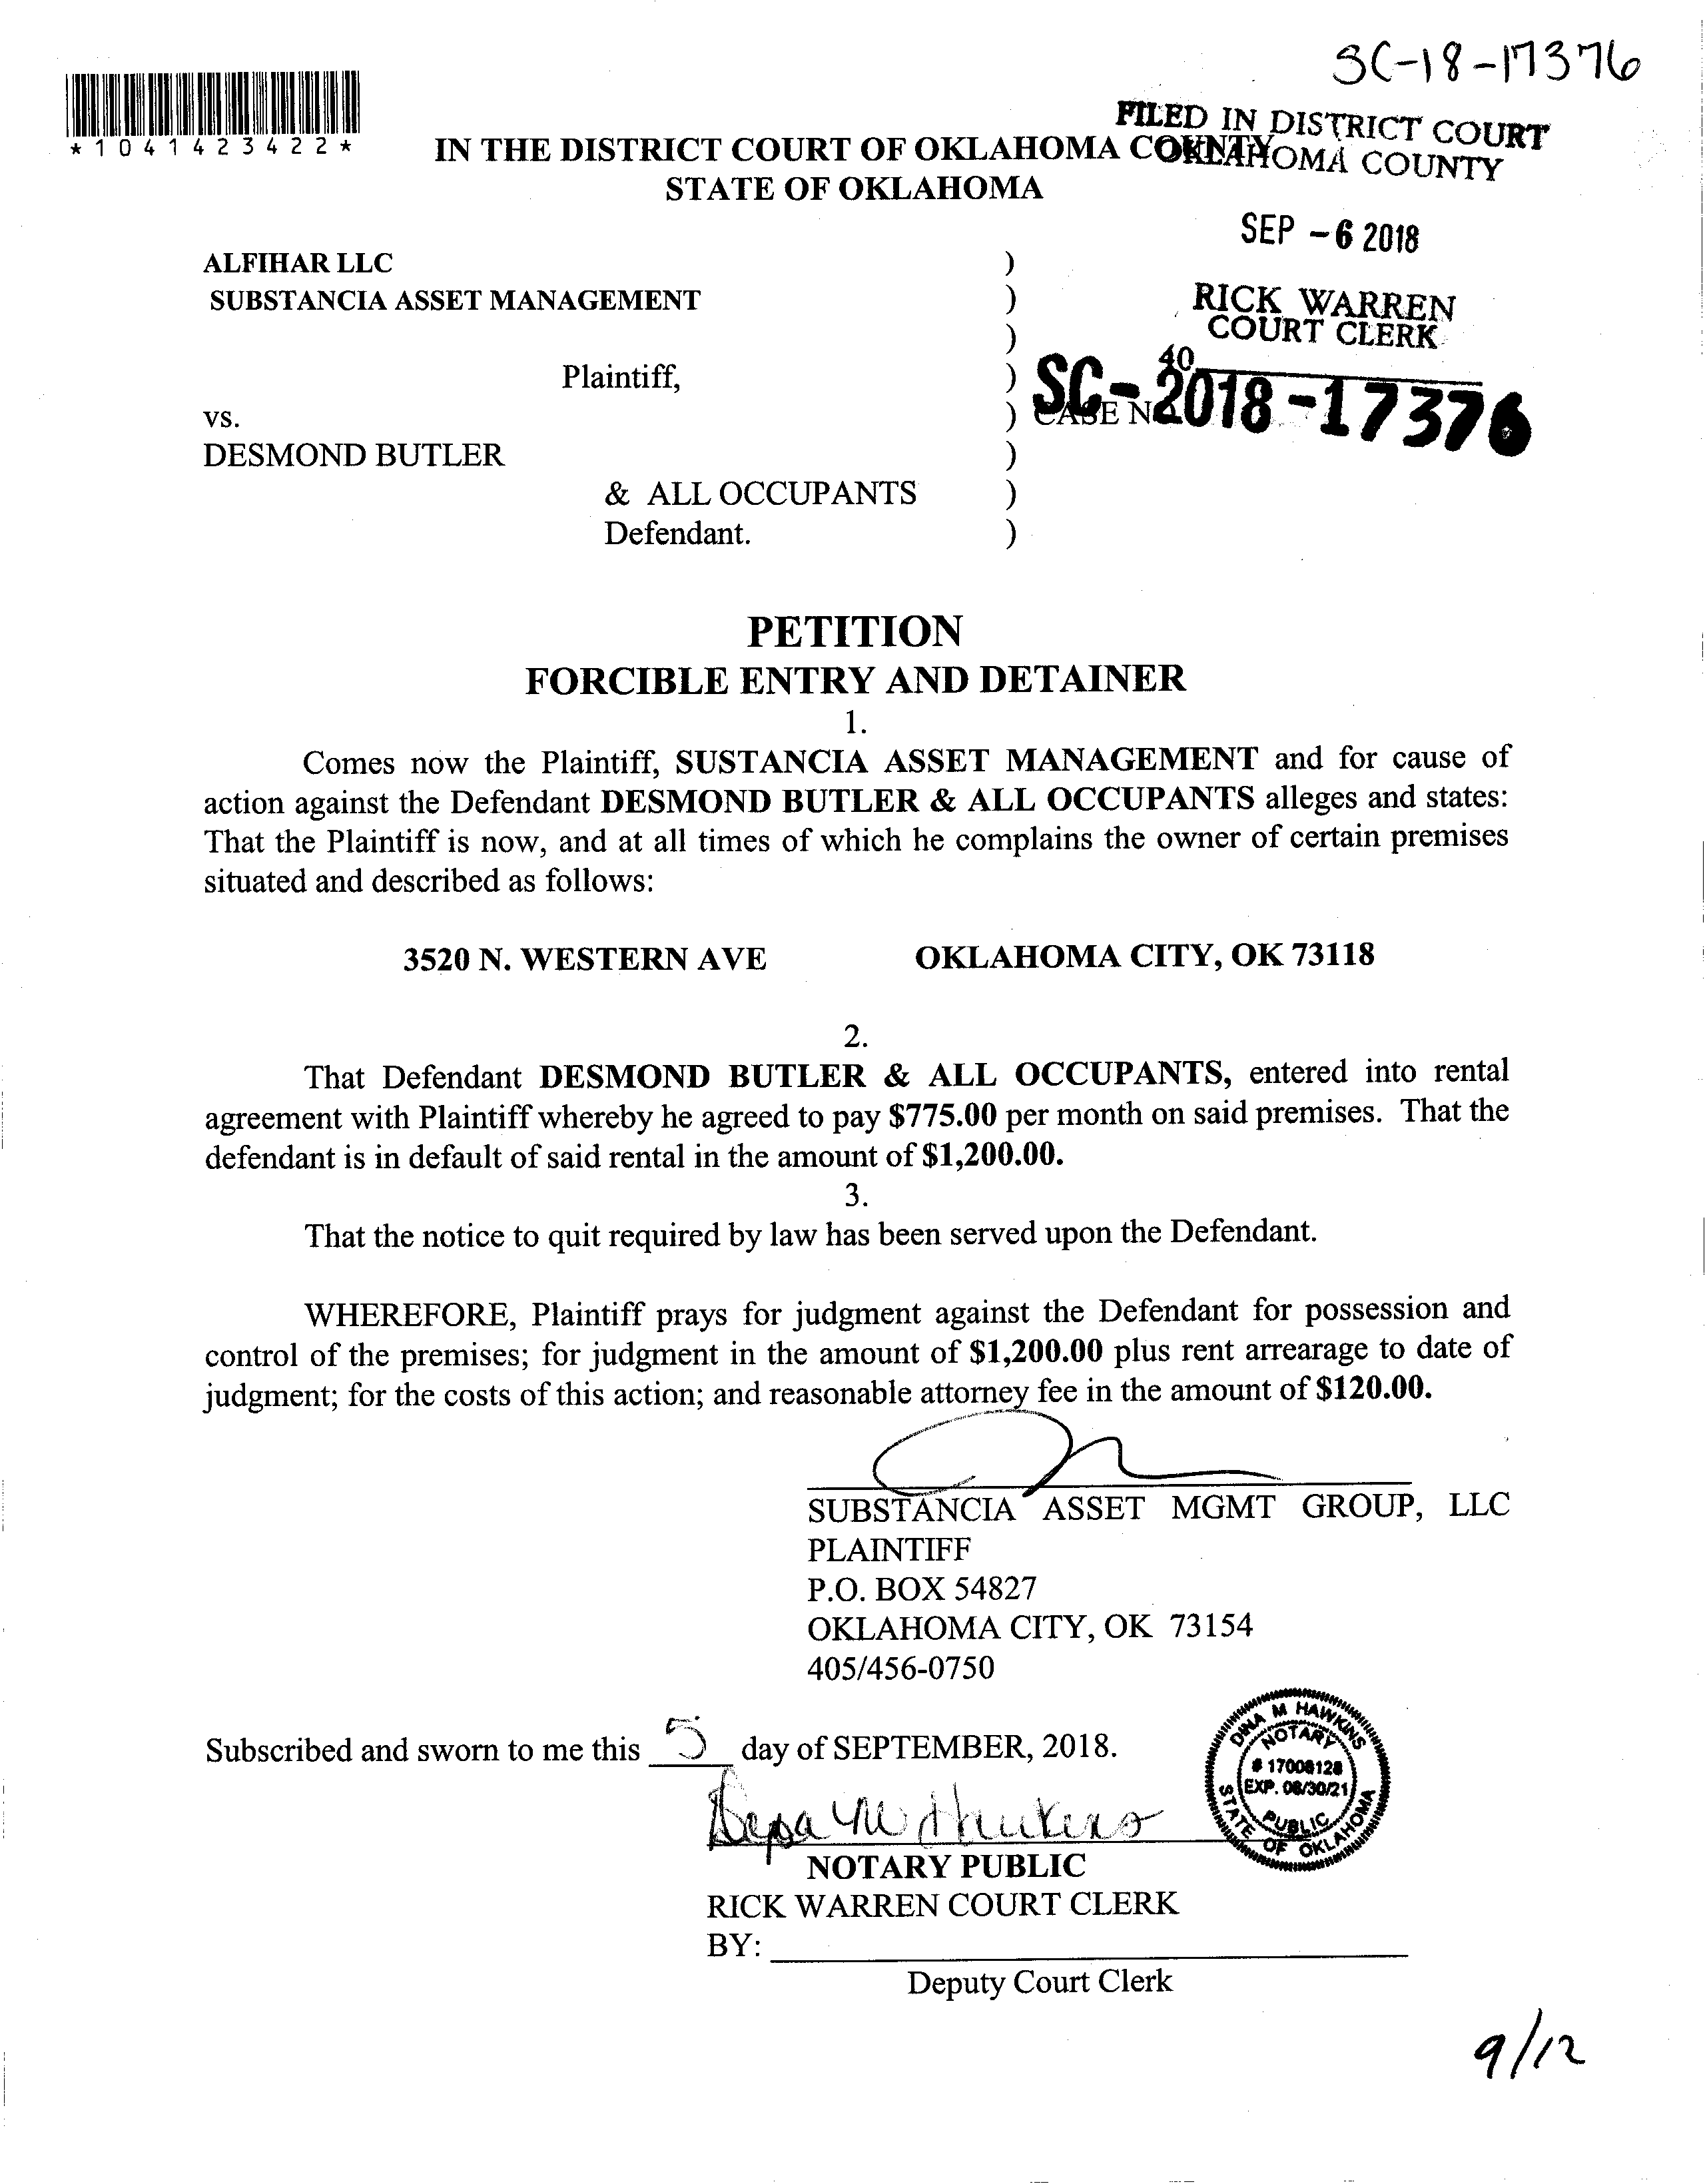 SC-18-17376
*1041423422*
FILED IN DISTRICT COURT
OKLAHOMA COUNTY
IN THE DISTRICT COURT OF OKLAHOMA COUNTY
STATE OF OKLAHOMA
SEP -6 2018
RICK WARREN
COURT CLERK
40
ALFIHAR LLC )
SUBSTANCIA ASSET MANAGEMENT )
)
Plaintiff, )
SC-2018-17376
vs. ) CASE NO.
DESMOND BUTLER )
& ALL OCCUPANTS )
Defendant. )
PETITION
FORCIBLE ENTRY AND DETAINER
1.
Comes now the Plaintiff, SUSTANCIA ASSET MANAGEMENT and for cause of
action against the Defendant DESMOND BUTLER & ALL OCCUPANTS alleges and states:
That the Plaintiff is now, and at all times of which he complains the owner of certain premises
situated and described as follows:
3520 N. WESTERN AVE OKLAHOMA CITY, OK 73118
2.
That Defendant DESMOND BUTLER & ALL OCCUPANTS, entered into rental
agreement with Plaintiff whereby he agreed to pay $775.00 per month on said premises. That the
defendant is in default of said rental in the amount of $1,200.00.
3.
That the notice to quit required by law has been served upon the Defendant.
WHEREFORE, Plaintiff prays for judgment against the Defendant for possession and
control of the premises; for judgment in the amount of $1,200.00 plus rent arrearage to date of
judgment; for the costs of this action; and reasonable attorney fee in the amount of $120.00.
SUBSTANCIA ASSET MGMT GROUP, LLC
PLAINTIFF
P.O. BOX 54827
OKLAHOMA CITY, OK 73154
405/456-0750
Subscribed and sworn to me this 5 day of SEPTEMBER, 2018.
DINA M HAWKINS
NOTARY
# 17008128
EXP. 08/30/21
PUBLIC
STATE OF OKLAHOMA
NOTARY PUBLIC
RICK WARREN COURT CLERK
BY:
Deputy Court Clerk
9/12